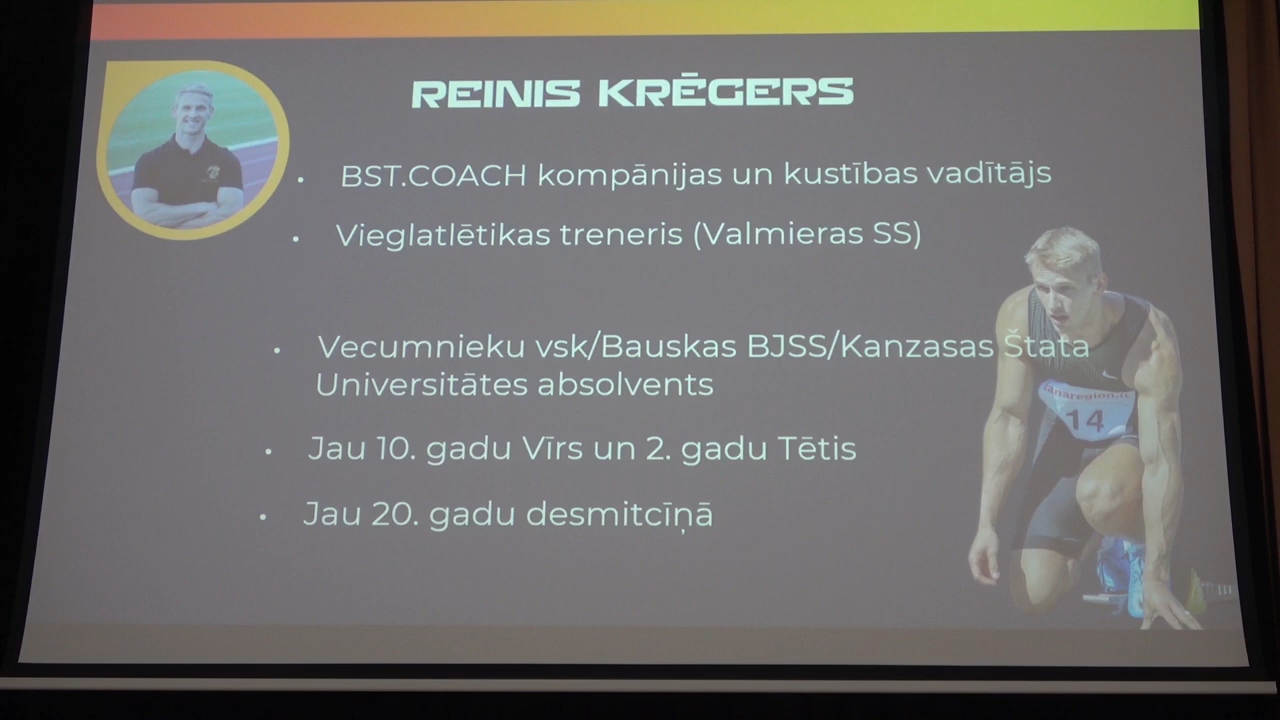 REINIS KRĒGERS
• BST.COACH kompānijas un kustības vadītājs
• Vieglatlētikas treneris (Valmieras SS)
• Vecumnieku vsk/Bauskas BJSS/Kanzasas Štata
Universitātes absolvents
• Jau 10. gadu Vīrs un 2. gadu Tētis
• Jau 20. gadu desmitcīņā
14